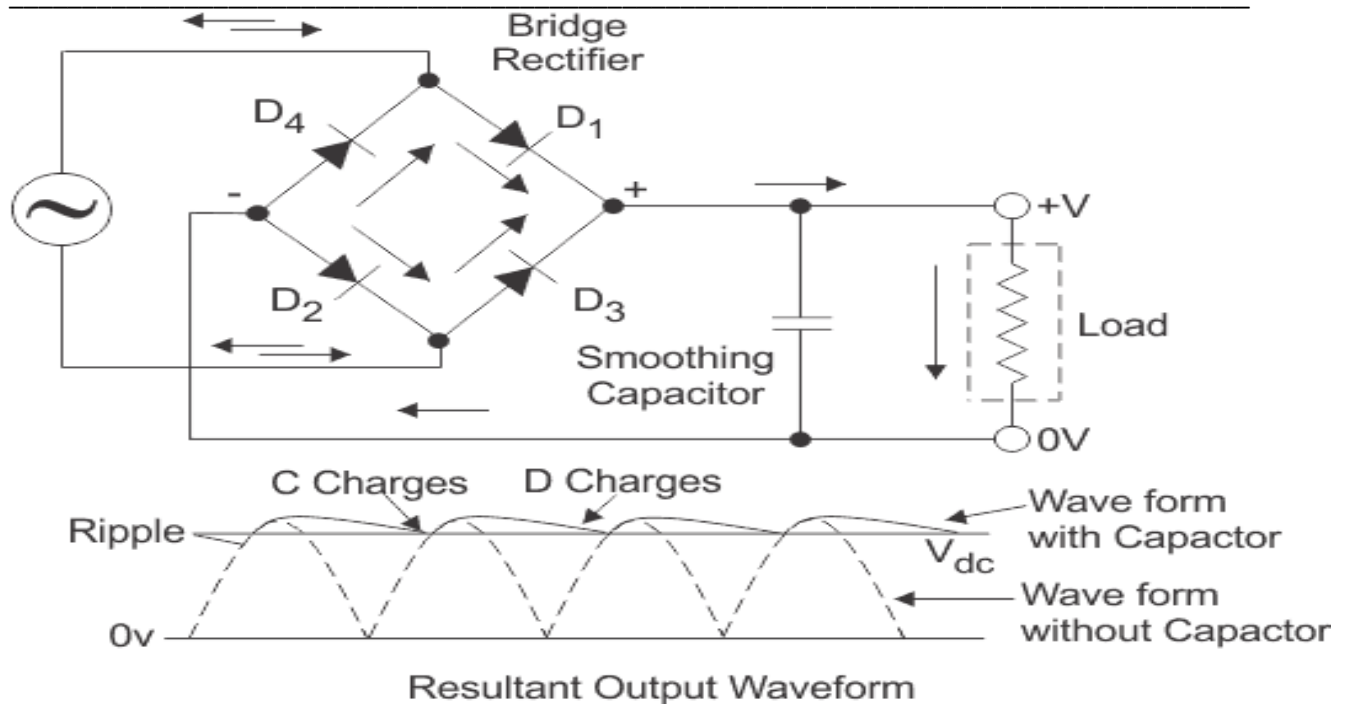 Bridge
Rectifier
D4
D1
-
+
+V
D2
D3
Load
Smoothing
Capacitor
0V
C Charges
D Charges
Wave form
with Capactor
Ripple
Vdc
Wave form
without Capactor
0v
Resultant Output Waveform